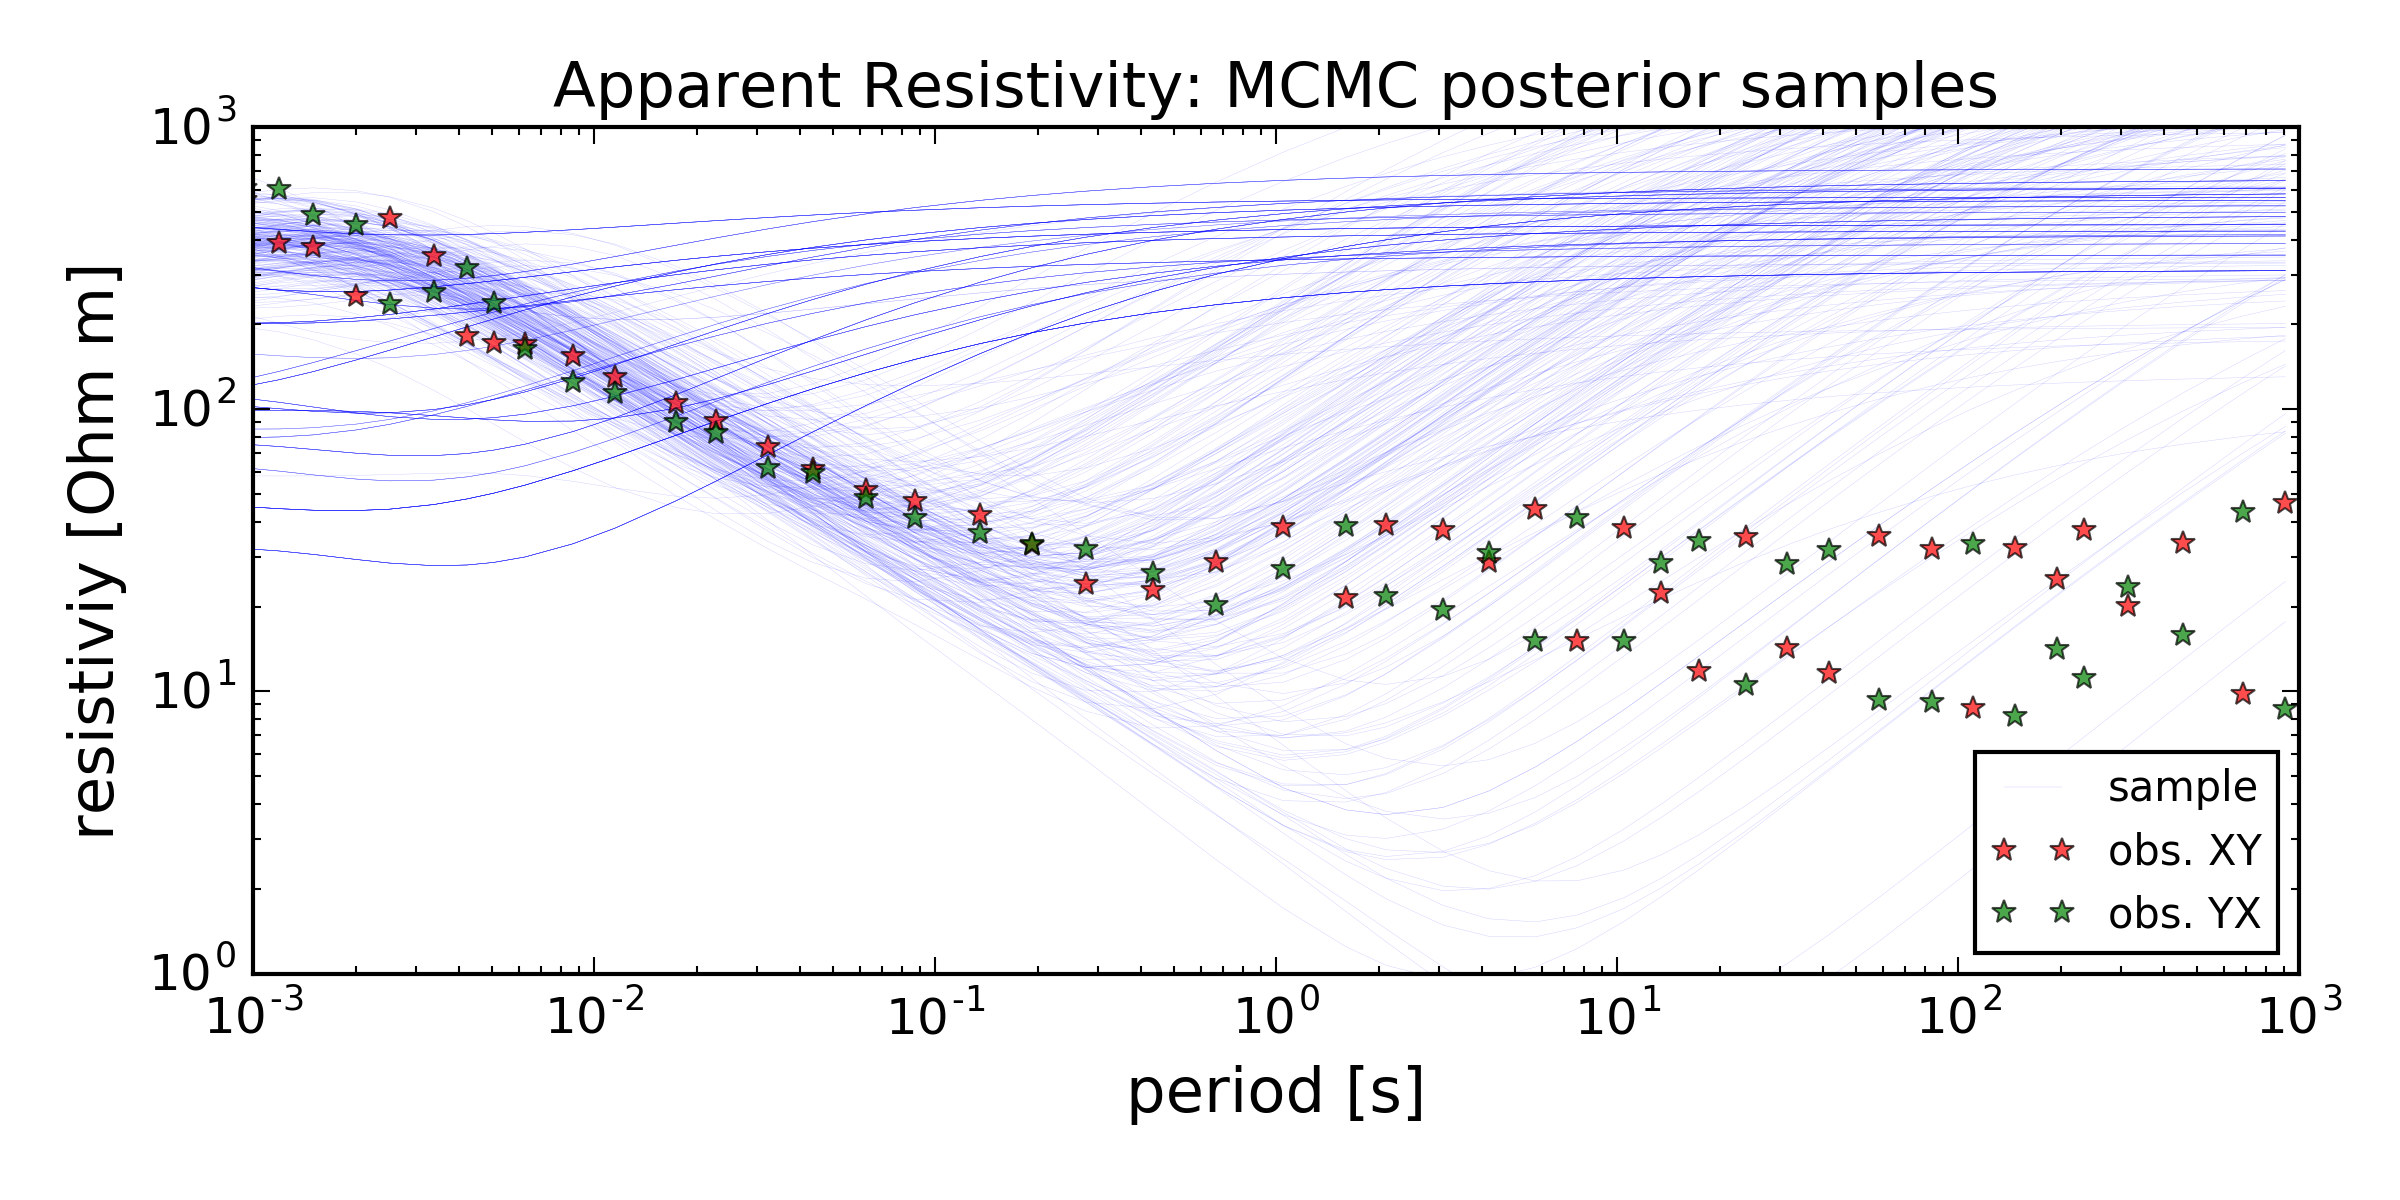 Apparent Resistivity: MCMC posterior samples
10^3
10^2
10^1
10^0
resistiviy [Ohm m]
10^-3 10^-2 10^-1 10^0 10^1 10^2 10^3
period [s]
sample
obs. XY
obs. YX